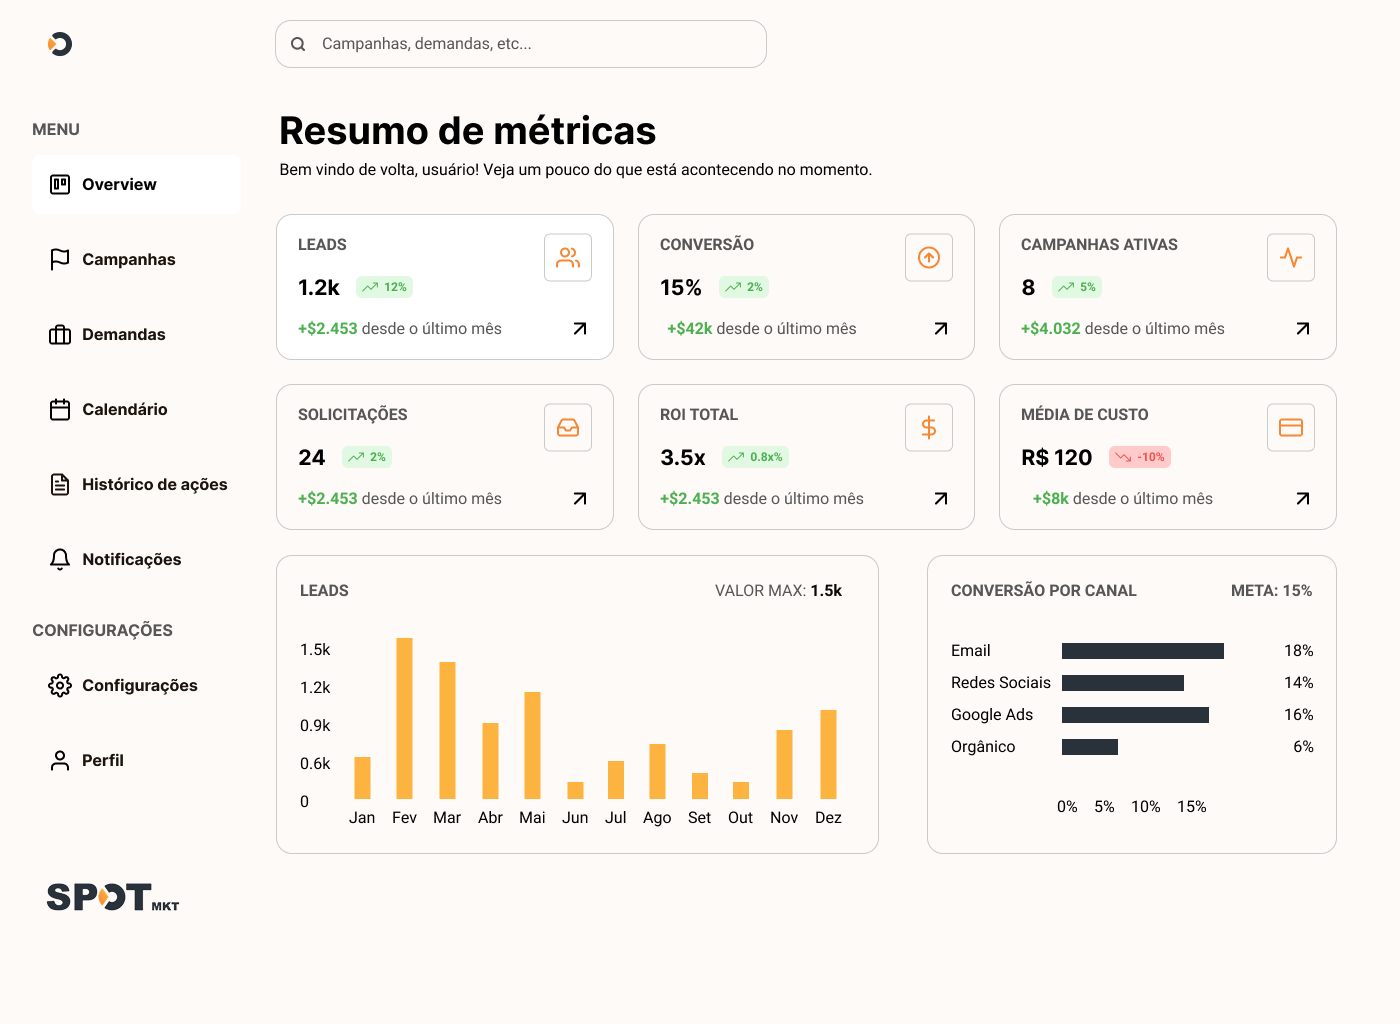 Campanhas, demandas, etc...
MENU
Overview
Campanhas
Demandas
Calendário
Histórico de ações
Notificações
CONFIGURAÇÕES
Configurações
Perfil
SPOT MKT
Resumo de métricas
Bem vindo de volta, usuário! Veja um pouco do que está acontecendo no momento.
LEADS
1.2k 12%
+$2.453 desde o último mês
CONVERSÃO
15% 2%
+$42k desde o último mês
CAMPANHAS ATIVAS
8 5%
+$4.032 desde o último mês
SOLICITAÇÕES
24 2%
+$2.453 desde o último mês
ROI TOTAL
3.5x 0.8x%
+$2.453 desde o último mês
MÉDIA DE CUSTO
R$ 120 -10%
+$8k desde o último mês
LEADS VALOR MAX: 1.5k
1.5k
1.2k
0.9k
0.6k
0
Jan Fev Mar Abr Mai Jun Jul Ago Set Out Nov Dez
CONVERSÃO POR CANAL META: 15%
Email 18%
Redes Sociais 14%
Google Ads 16%
Orgânico 6%
0% 5% 10% 15%